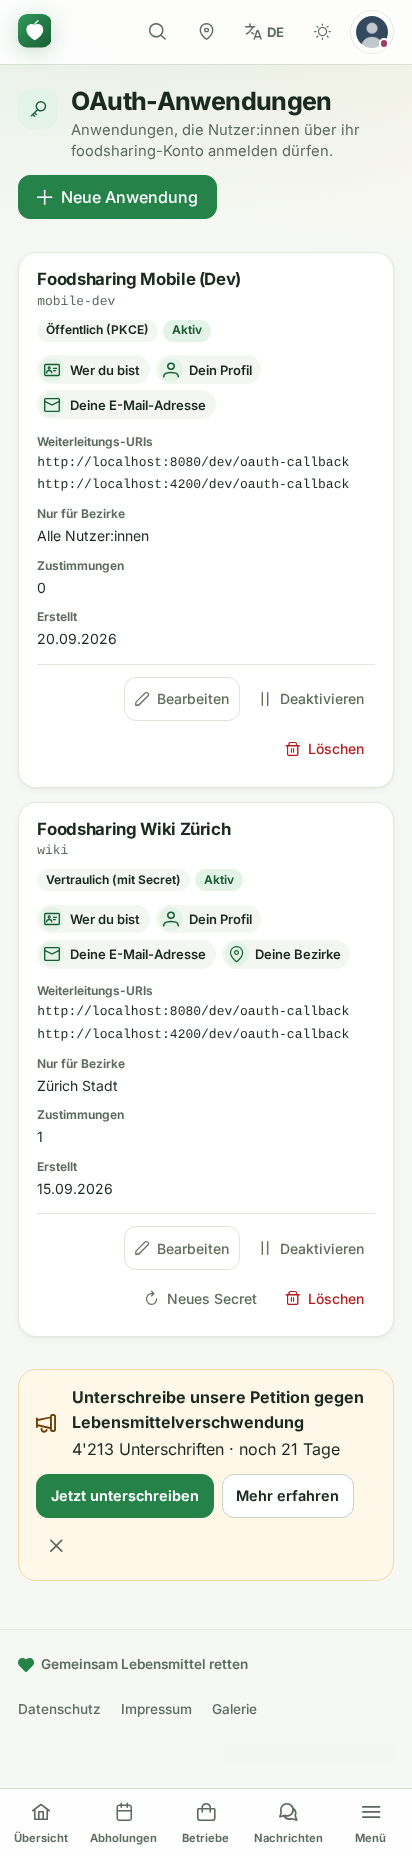 DE
OAuth-Anwendungen
Anwendungen, die Nutzer:innen über ihr
foodsharing-Konto anmelden dürfen.
Neue Anwendung
Foodsharing Mobile (Dev)
mobile-dev
Öffentlich (PKCE) Aktiv
Wer du bist Dein Profil
Deine E-Mail-Adresse
Weiterleitungs-URIs
http://localhost:8080/dev/oauth-callback
http://localhost:4200/dev/oauth-callback
Nur für Bezirke
Alle Nutzer:innen
Zustimmungen
0
Erstellt
20.09.2026
Bearbeiten Deaktivieren
Löschen
Foodsharing Wiki Zürich
wiki
Vertraulich (mit Secret) Aktiv
Wer du bist Dein Profil
Deine E-Mail-Adresse Deine Bezirke
Weiterleitungs-URIs
http://localhost:8080/dev/oauth-callback
http://localhost:4200/dev/oauth-callback
Nur für Bezirke
Zürich Stadt
Zustimmungen
1
Erstellt
15.09.2026
Bearbeiten Deaktivieren
Neues Secret Löschen
Unterschreibe unsere Petition gegen
Lebensmittelverschwendung
4'213 Unterschriften · noch 21 Tage
Jetzt unterschreiben Mehr erfahren
Gemeinsam Lebensmittel retten
Datenschutz Impressum Galerie
Übersicht Abholungen Betriebe Nachrichten Menü